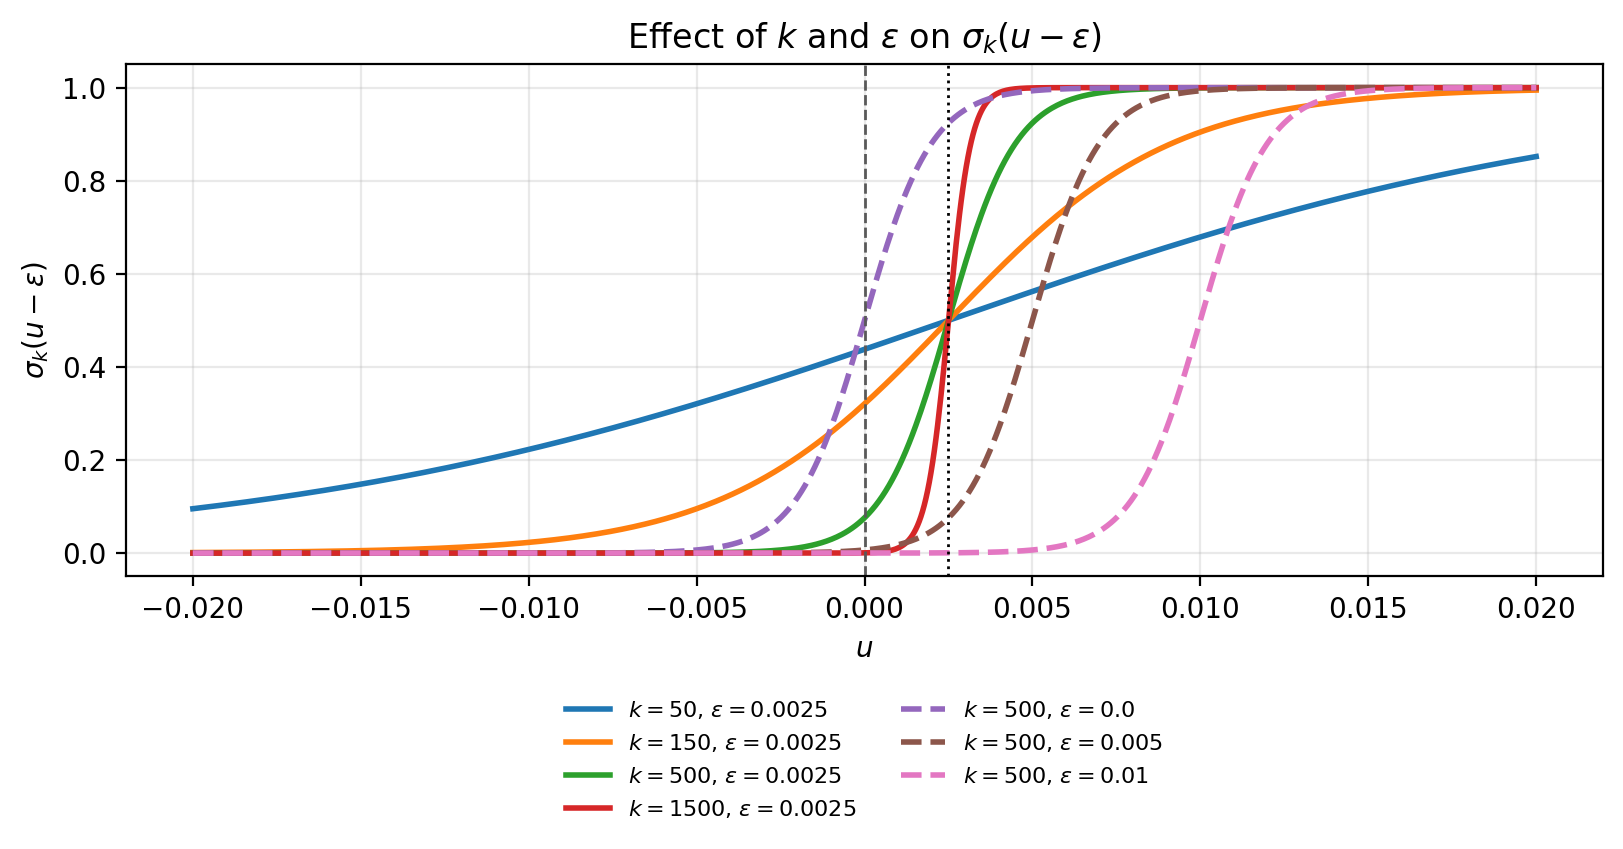 Effect of k and ε on σₖ(u − ε)
σₖ(u − ε)
1.0
0.8
0.6
0.4
0.2
0.0
−0.020 −0.015 −0.010 −0.005 0.000 0.005 0.010 0.015 0.020
u
k = 50, ε = 0.0025
k = 150, ε = 0.0025
k = 500, ε = 0.0025
k = 1500, ε = 0.0025
k = 500, ε = 0.0
k = 500, ε = 0.005
k = 500, ε = 0.01